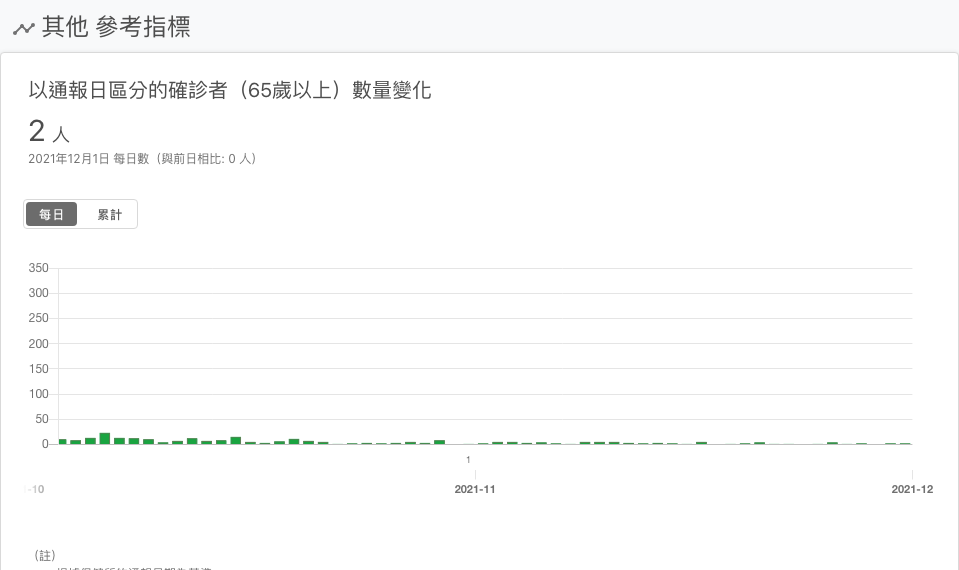 其他 參考指標
以通報日區分的確診者（65歲以上）數量變化
2 人
2021年12月1日 每日數（與前日相比: 0 人）
每日 累計
350
300
250
200
150
100
50
0
1
-10 2021-11 2021-12
（註）